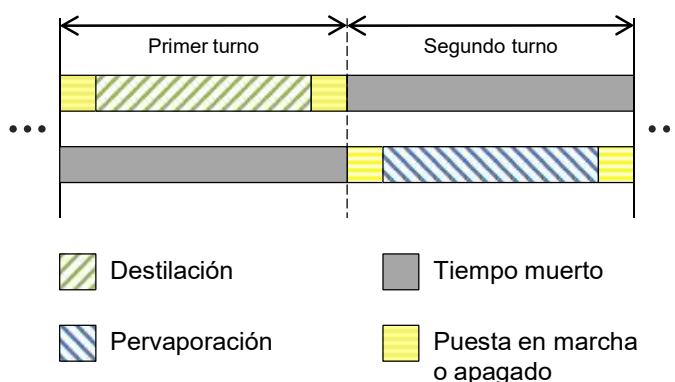 Primer turno
Segundo turno
Destilación
Tiempo muerto
Pervaporación
Puesta en marcha
o apagado